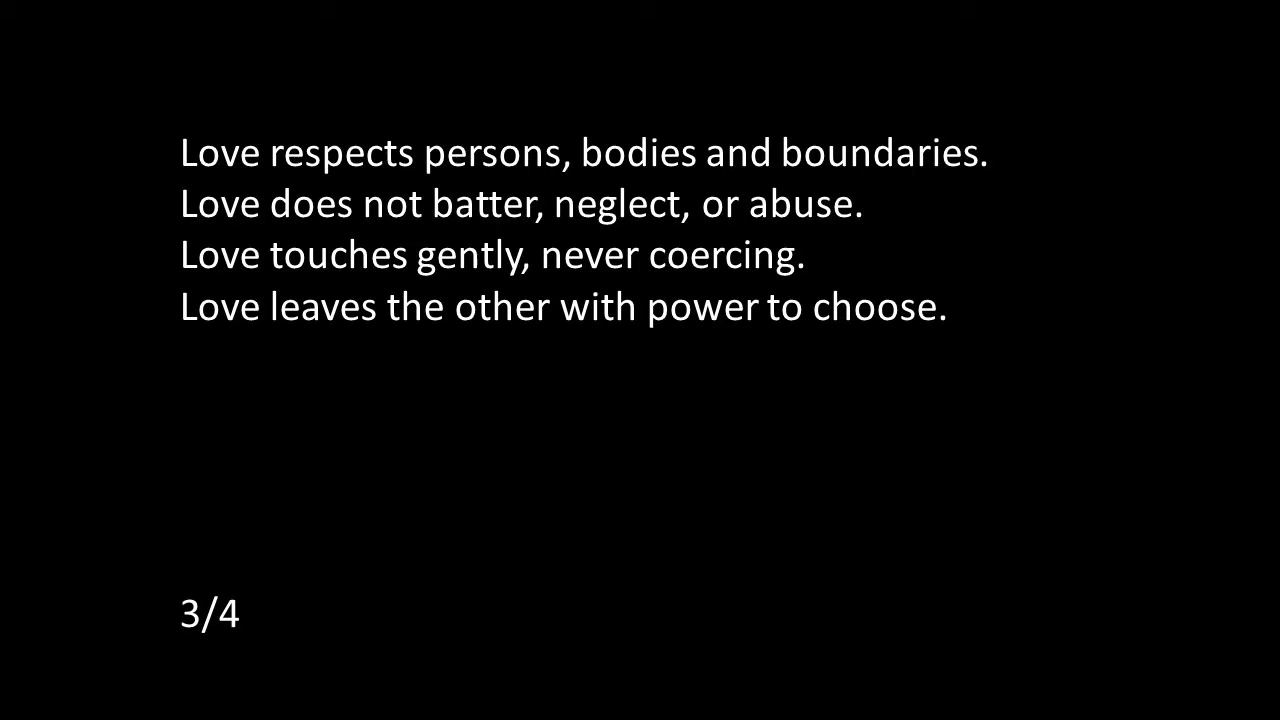 Love respects persons, bodies and boundaries.
Love does not batter, neglect, or abuse.
Love touches gently, never coercing.
Love leaves the other with power to choose.
3/4